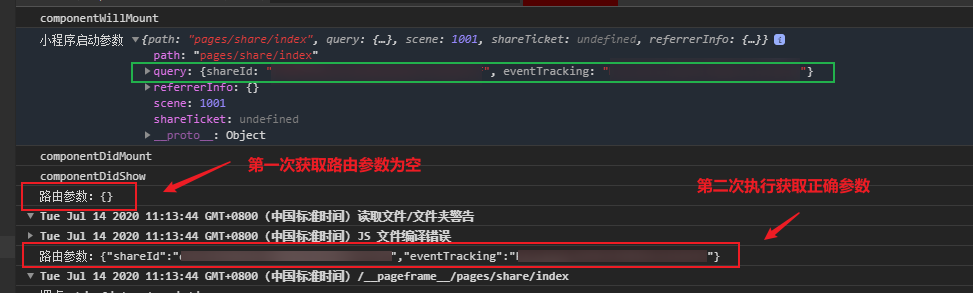 componentWillMount
小程序启动参数 ▼{path: "pages/share/index", query: {…}, scene: 1001, shareTicket: undefined, referrerInfo: {…}} i
path: "pages/share/index"
▶query: {shareId: " ", eventTracking: " "}
▶referrerInfo: {}
scene: 1001
shareTicket: undefined
▶__proto__: Object
componentDidMount
第一次获取路由参数为空
componentDidShow
第二次执行获取正确参数
路由参数: {}
▼ Tue Jul 14 2020 11:13:44 GMT+0800 (中国标准时间) 读取文件/文件夹警告
▶ Tue Jul 14 2020 11:13:44 GMT+0800 (中国标准时间) JS 文件编译错误
路由参数: {"shareId":" ","eventTracking":" "}
▼ Tue Jul 14 2020 11:13:44 GMT+0800 (中国标准时间) /__pageframe__/pages/share/index